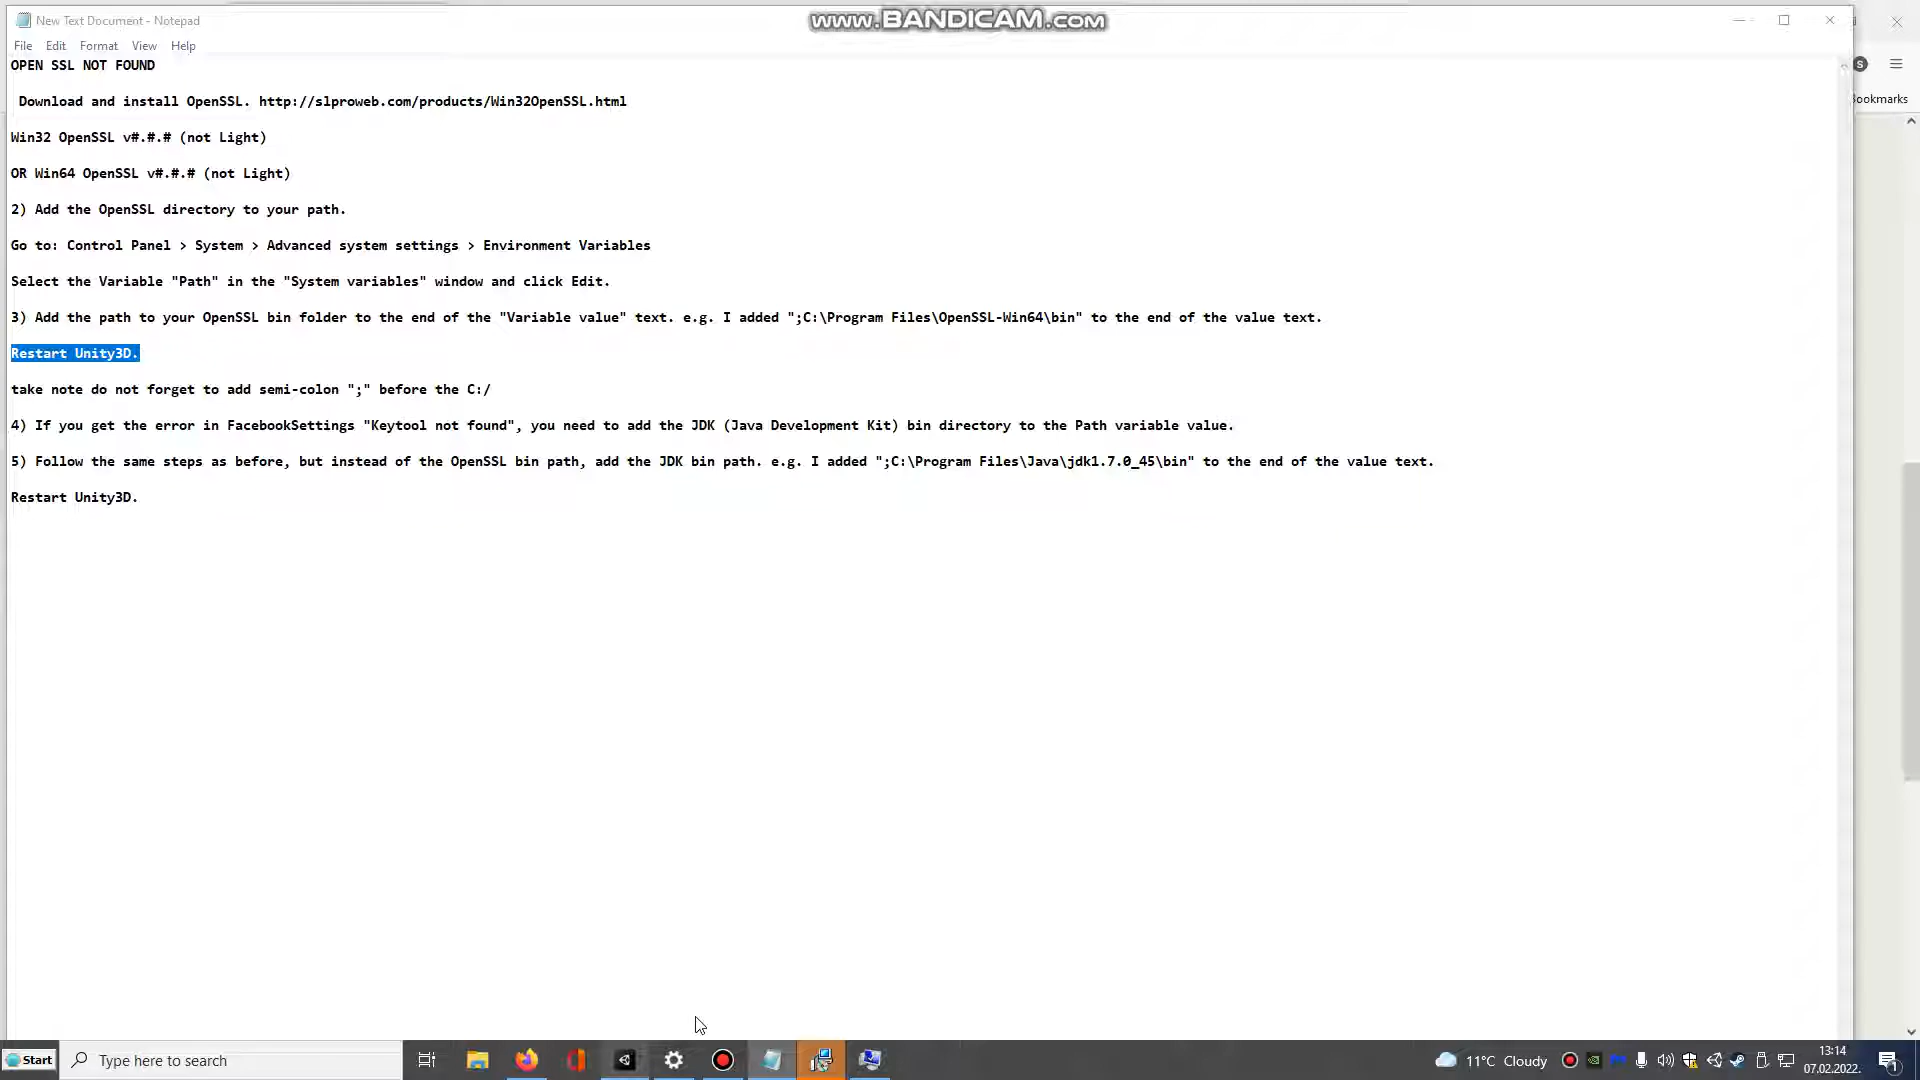 New Text Document - Notepad
www.BANDICAM.com
File Edit Format View Help
OPEN SSL NOT FOUND
Download and install OpenSSL. http://slproweb.com/products/Win32OpenSSL.html
Win32 OpenSSL v#.#.# (not Light)
OR Win64 OpenSSL v#.#.# (not Light)
2) Add the OpenSSL directory to your path.
Go to: Control Panel > System > Advanced system settings > Environment Variables
Select the Variable "Path" in the "System variables" window and click Edit.
3) Add the path to your OpenSSL bin folder to the end of the "Variable value" text. e.g. I added ";C:\Program Files\OpenSSL-Win64\bin" to the end of the value text.
Restart Unity3D.
take note do not forget to add semi-colon ";" before the C:/
4) If you get the error in FacebookSettings "Keytool not found", you need to add the JDK (Java Development Kit) bin directory to the Path variable value.
5) Follow the same steps as before, but instead of the OpenSSL bin path, add the JDK bin path. e.g. I added ";C:\Program Files\Java\jdk1.7.0_45\bin" to the end of the value text.
Restart Unity3D.
S
ookmarks
Start
Type here to search
11°C Cloudy
13:14
07.02.2022.
1